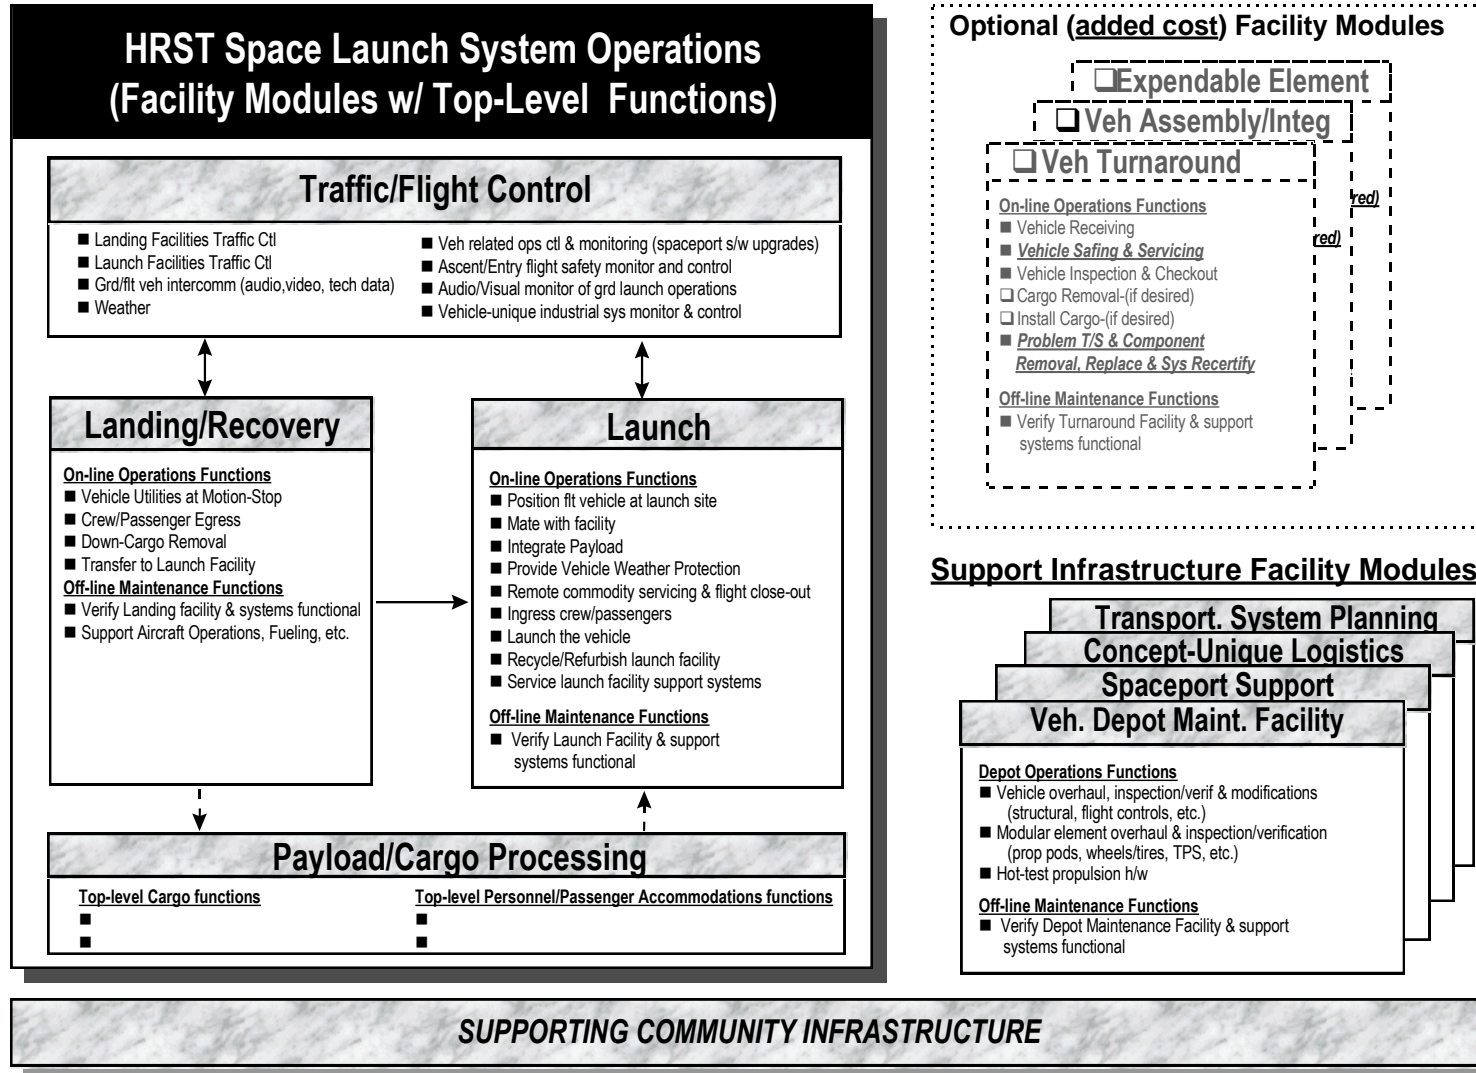 HRST Space Launch System Operations
(Facility Modules w/ Top-Level Functions)
Traffic/Flight Control
■ Landing Facilities Traffic Ctl
■ Launch Facilities Traffic Ctl
■ Grd/flt veh intercomm (audio,video, tech data)
■ Weather
■ Veh related ops ctl & monitoring (spaceport s/w upgrades)
■ Ascent/Entry flight safety monitor and control
■ Audio/Visual monitor of grd launch operations
■ Vehicle-unique industrial sys monitor & control
Landing/Recovery
On-line Operations Functions
■ Vehicle Utilities at Motion-Stop
■ Crew/Passenger Egress
■ Down-Cargo Removal
■ Transfer to Launch Facility
Off-line Maintenance Functions
■ Verify Landing facility & systems functional
■ Support Aircraft Operations, Fueling, etc.
Launch
On-line Operations Functions
■ Position flt vehicle at launch site
■ Mate with facility
■ Integrate Payload
■ Provide Vehicle Weather Protection
■ Remote commodity servicing & flight close-out
■ Ingress crew/passengers
■ Launch the vehicle
■ Recycle/Refurbish launch facility
■ Service launch facility support systems
Off-line Maintenance Functions
■ Verify Launch Facility & support
systems functional
Payload/Cargo Processing
Top-level Cargo functions
■
■
Top-level Personnel/Passenger Accommodations functions
■
■
Optional (added cost) Facility Modules
❑Expendable Element
❑ Veh Assembly/Integ
❑ Veh Turnaround
red)
red)
On-line Operations Functions
■ Vehicle Receiving
■ Vehicle Safing & Servicing
■ Vehicle Inspection & Checkout
❑ Cargo Removal-(if desired)
❑ Install Cargo-(if desired)
■ Problem T/S & Component
Removal, Replace & Sys Recertify
Off-line Maintenance Functions
■ Verify Turnaround Facility & support
systems functional
Support Infrastructure Facility Modules
Transport. System Planning
Concept-Unique Logistics
Spaceport Support
Veh. Depot Maint. Facility
Depot Operations Functions
■ Vehicle overhaul, inspection/verif & modifications
(structural, flight controls, etc.)
■ Modular element overhaul & inspection/verification
(prop pods, wheels/tires, TPS, etc.)
■ Hot-test propulsion h/w
Off-line Maintenance Functions
■ Verify Depot Maintenance Facility & support
systems functional
SUPPORTING COMMUNITY INFRASTRUCTURE